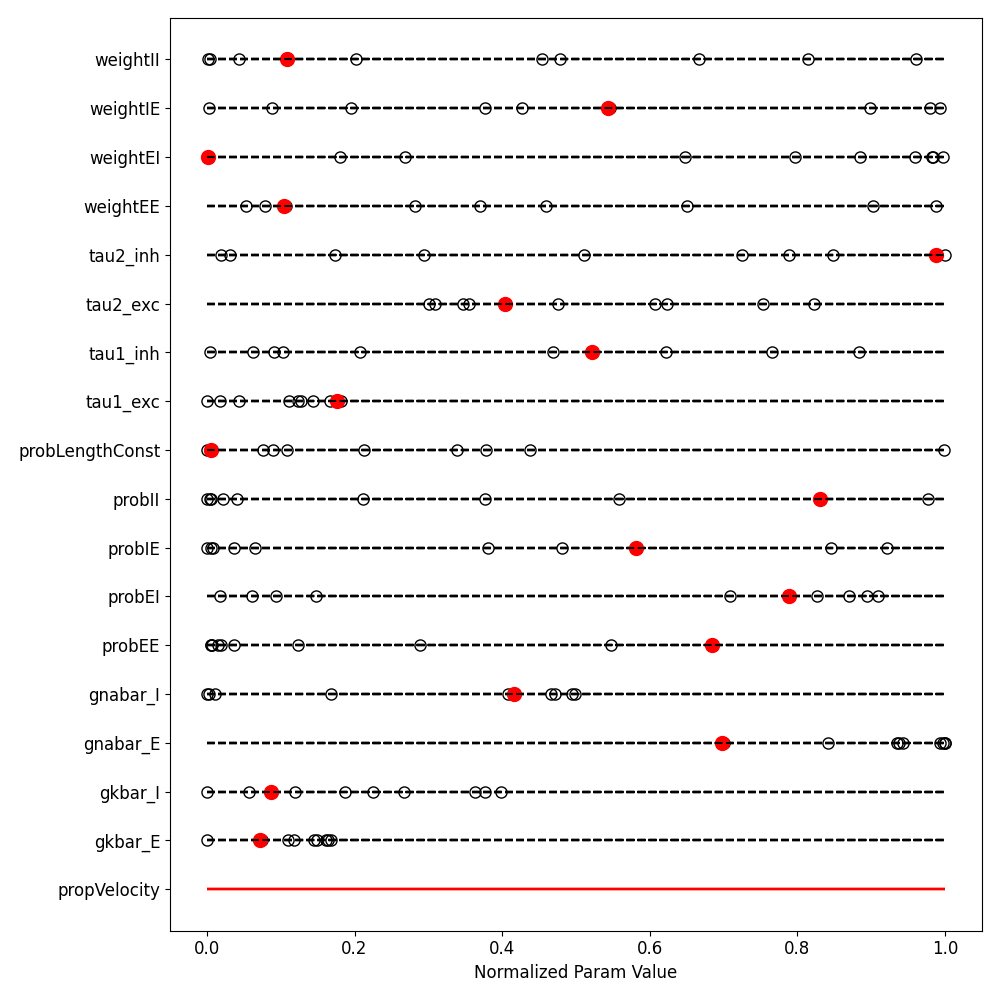 weightII
weightIE
weightEI
weightEE
tau2_inh
tau2_exc
tau1_inh
tau1_exc
probLengthConst
probII
probIE
probEI
probEE
gnabar_I
gnabar_E
gkbar_I
gkbar_E
propVelocity
0.0 0.2 0.4 0.6 0.8 1.0
Normalized Param Value